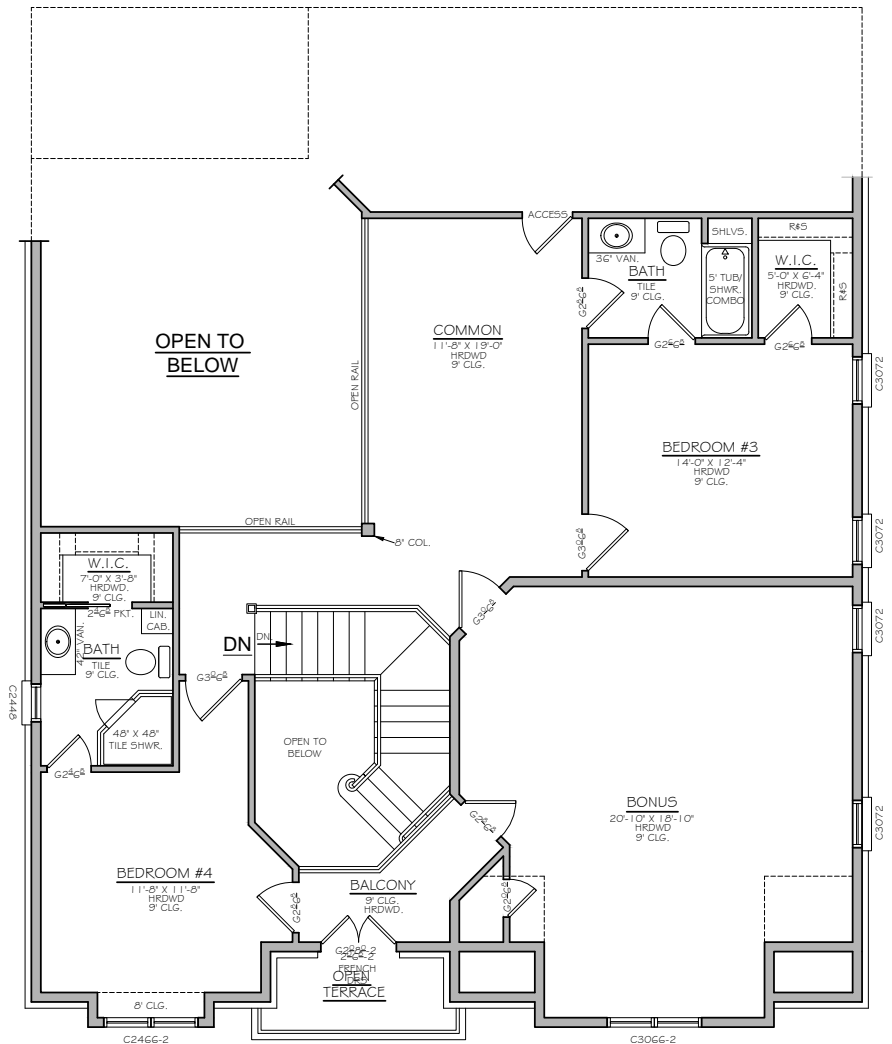 ACCESS
SHLVS.
R&S
36" VAN.
BATH
TILE
9' CLG.
5' TUB/
SHWR.
COMBO
W.I.C.
5'-0" X 6'-4"
HRDWD.
9' CLG.
R&S
OPEN TO
BELOW
OPEN RAIL
COMMON
11'-8" X 19'-0"
HRDWD
9' CLG.
C3072
BEDROOM #3
14'-0" X 12'-4"
HRDWD
9' CLG.
C3072
OPEN RAIL
8" COL.
W.I.C.
7'-0" X 3'-8"
HRDWD.
9' CLG.
PKT.
LIN.
CAB.
42" VAN.
BATH
TILE
9' CLG.
DN
DN.
C3072
C2448
48" X 48"
TILE SHWR.
OPEN TO
BELOW
BONUS
20'-10" X 18'-10"
HRDWD
9' CLG.
C3072
BEDROOM #4
11'-8" X 11'-8"
HRDWD
9' CLG.
BALCONY
9' CLG.
HRDWD.
FRENCH
OPEN
TERRACE
8' CLG.
C2466-2
C3066-2